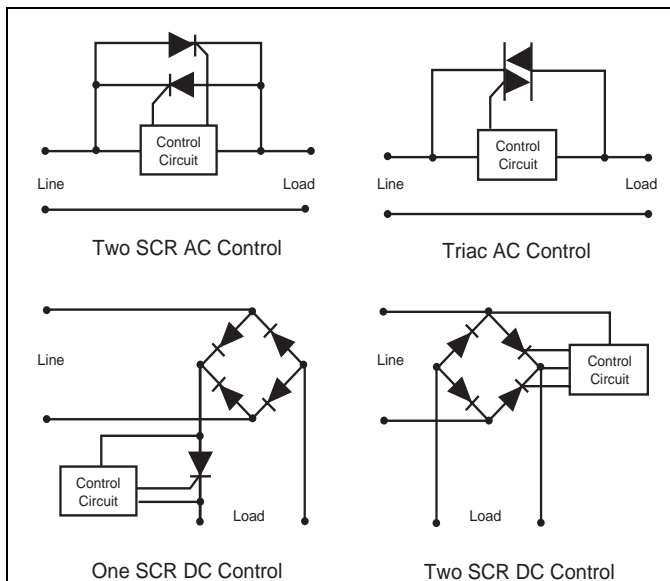 Control
Circuit
Line
Load
Two SCR AC Control
Control
Circuit
Line
Load
Triac AC Control
Line
Control
Circuit
Load
One SCR DC Control
Line
Control
Circuit
Load
Two SCR DC Control